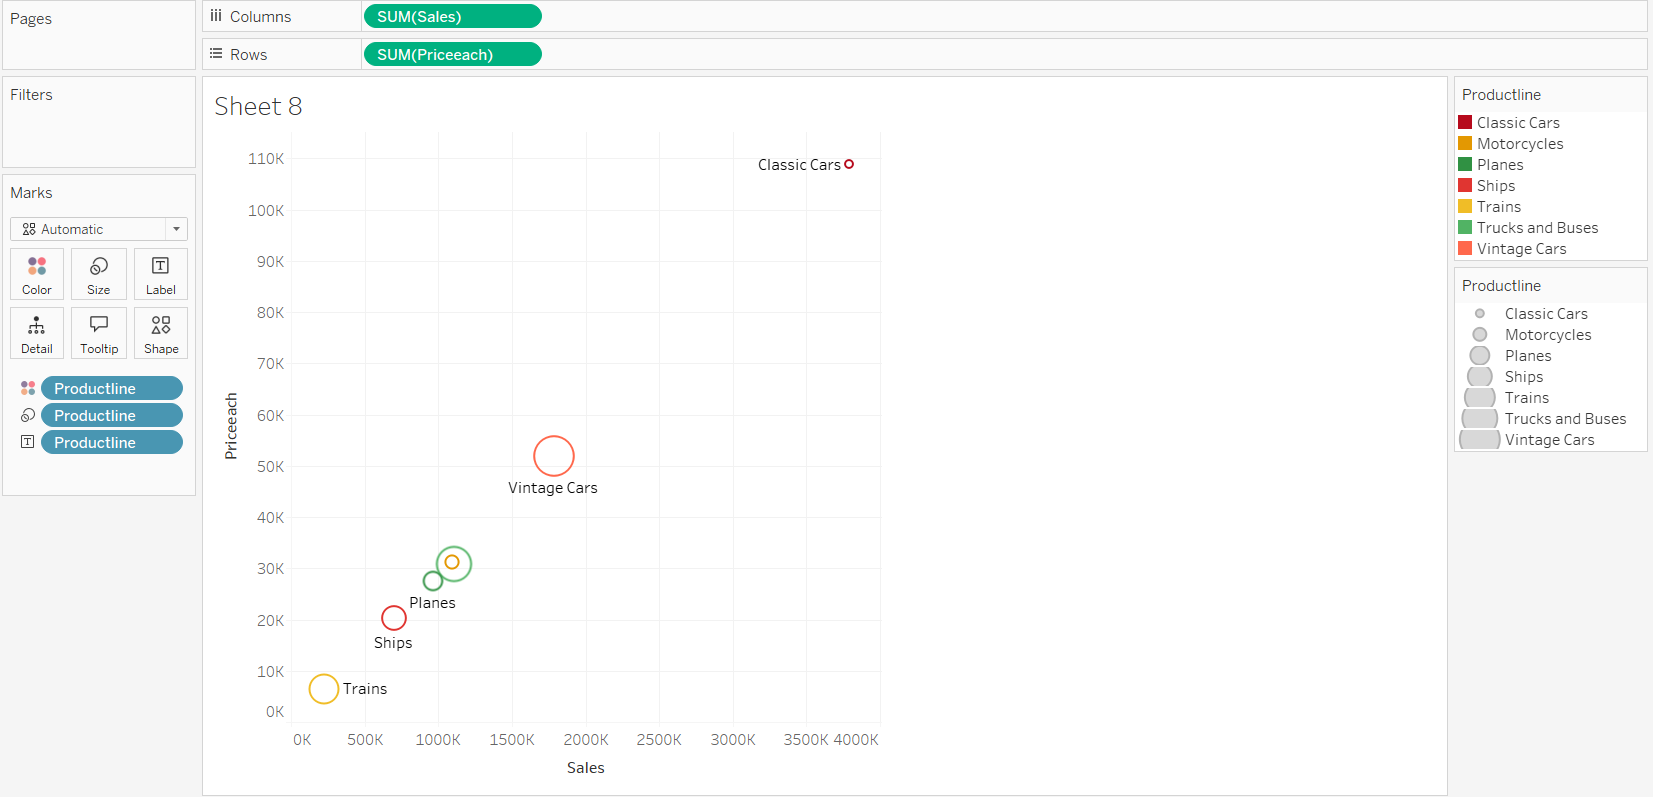 Pages
Columns
SUM(Sales)
Rows
SUM(Priceeach)
Filters
Marks
Automatic
Color
Size
Label
Detail
Tooltip
Shape
Productline
Productline
Productline
Sheet 8
110K
100K
90K
80K
70K
60K
50K
40K
30K
20K
10K
0K
Priceeach
Classic Cars
Vintage Cars
Planes
Ships
Trains
0K 500K 1000K 1500K 2000K 2500K 3000K 3500K 4000K
Sales
Productline
Classic Cars
Motorcycles
Planes
Ships
Trains
Trucks and Buses
Vintage Cars
Productline
Classic Cars
Motorcycles
Planes
Ships
Trains
Trucks and Buses
Vintage Cars